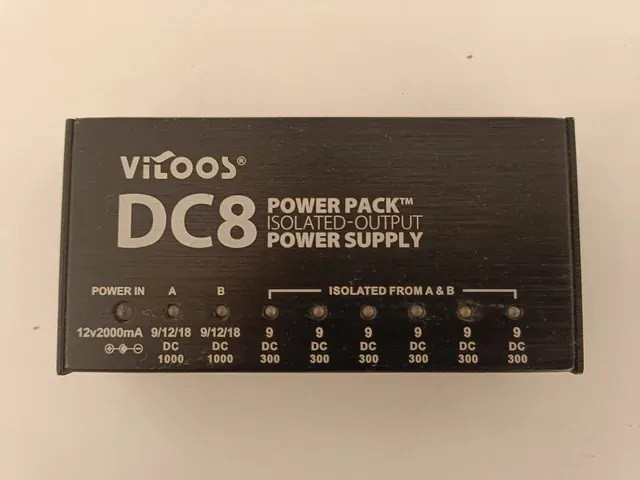 ViTOOS®
DC8
POWER PACK™
ISOLATED-OUTPUT
POWER SUPPLY
POWER IN A B ISOLATED FROM A & B
12v2000mA 9/12/18 9/12/18 9 9 9 9 9 9
DC DC DC DC DC DC DC DC
1000 1000 300 300 300 300 300 300